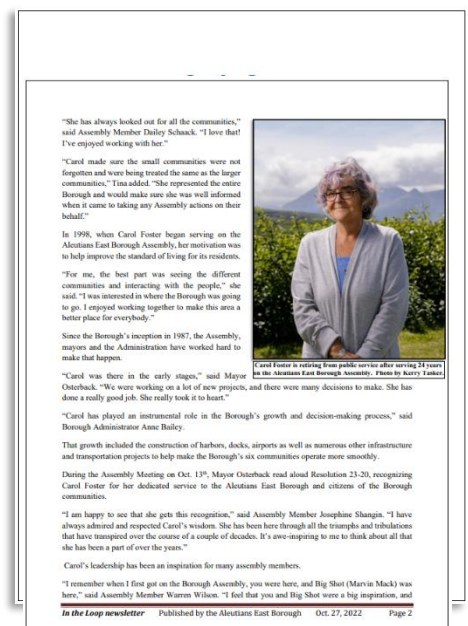 “She has always looked out for all the communities,”
said Assembly Member Dailey Schaack. “I love that!
I’ve enjoyed working with her.”
“Carol made sure the small communities were not
forgotten and were being treated the same as the larger
communities,” Tina added. “She represented the entire
Borough and would make sure she was well informed
when it came to taking any Assembly actions on their
behalf.”
In 1998, when Carol Foster began serving on the
Aleutians East Borough Assembly, her motivation was
to help improve the standard of living for its residents.
“For me, the best part was seeing the different
communities and interacting with the people,” she
said. “I was interested in where the Borough was going
to go. I enjoyed working together to make this area a
better place for everybody.”
Since the Borough’s inception in 1987, the Assembly,
mayors and the Administration have worked hard to
make that happen.
Carol Foster is retiring from public service after serving 24 years
on the Aleutians East Borough Assembly. Photo by Kerry Tasker.
“Carol was there in the early stages,” said Mayor
Osterback. “We were working on a lot of new projects, and there were many decisions to make. She has
done a really good job. She really took it to heart.”
“Carol has played an instrumental role in the Borough’s growth and decision-making process,” said
Borough Administrator Anne Bailey.
That growth included the construction of harbors, docks, airports as well as numerous other infrastructure
and transportation projects to help make the Borough’s six communities operate more smoothly.
During the Assembly Meeting on Oct. 13th, Mayor Osterback read aloud Resolution 23-20, recognizing
Carol Foster for her dedicated service to the Aleutians East Borough and citizens of the Borough
communities.
“I am happy to see that she gets this recognition,” said Assembly Member Josephine Shangin. “I have
always admired and respected Carol’s wisdom. She has been here through all the triumphs and tribulations
that have transpired over the course of a couple of decades. It’s awe-inspiring to me to think about all that
she has been a part of over the years.”
Carol’s leadership has been an inspiration for many assembly members.
“I remember when I first got on the Borough Assembly, you were here, and Big Shot (Marvin Mack) was
here,” said Assembly Member Warren Wilson. “I feel that you and Big Shot were a big inspiration, and
In the Loop newsletter Published by the Aleutians East Borough Oct. 27, 2022 Page 2